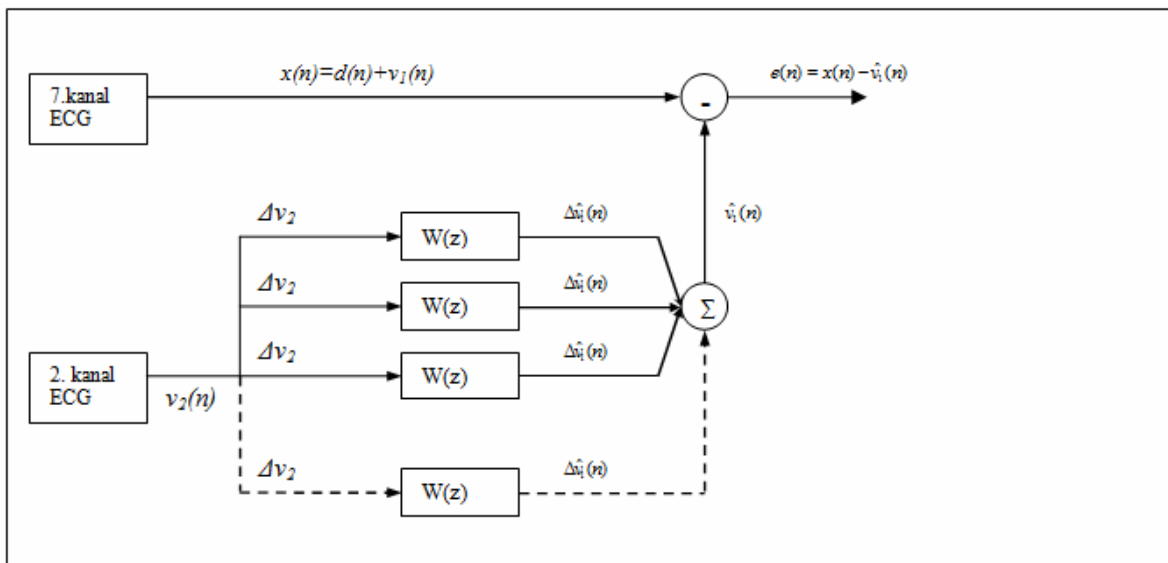 x(n)=d(n)+v₁(n)
e(n) = x(n) − v̂₁(n)
7.kanal
ECG
-
Δv₂
Δv̂₁(n)
v̂₁(n)
W(z)
Δv₂
Δv̂₁(n)
W(z)
Σ
Δv₂
Δv̂₁(n)
2. kanal
ECG
W(z)
v₂(n)
Δv₂
Δv̂₁(n)
W(z)